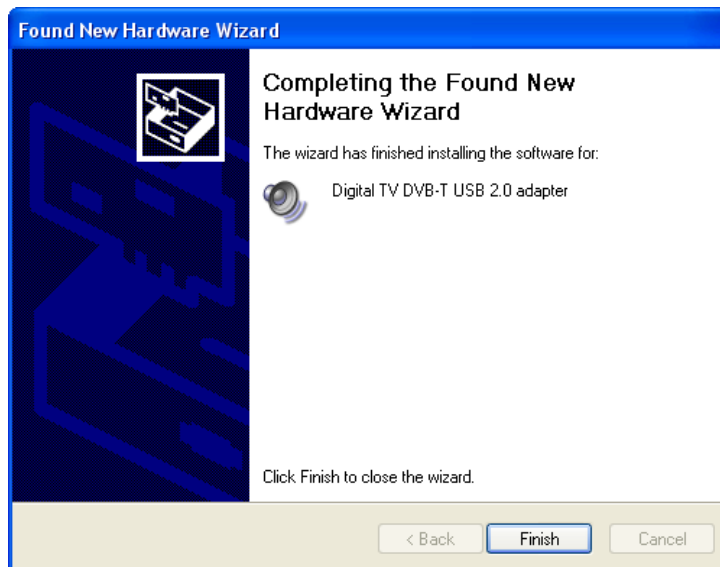 Found New Hardware Wizard
Completing the Found New
Hardware Wizard
The wizard has finished installing the software for:
Digital TV DVB-T USB 2.0 adapter
Click Finish to close the wizard.
< Back
Finish
Cancel